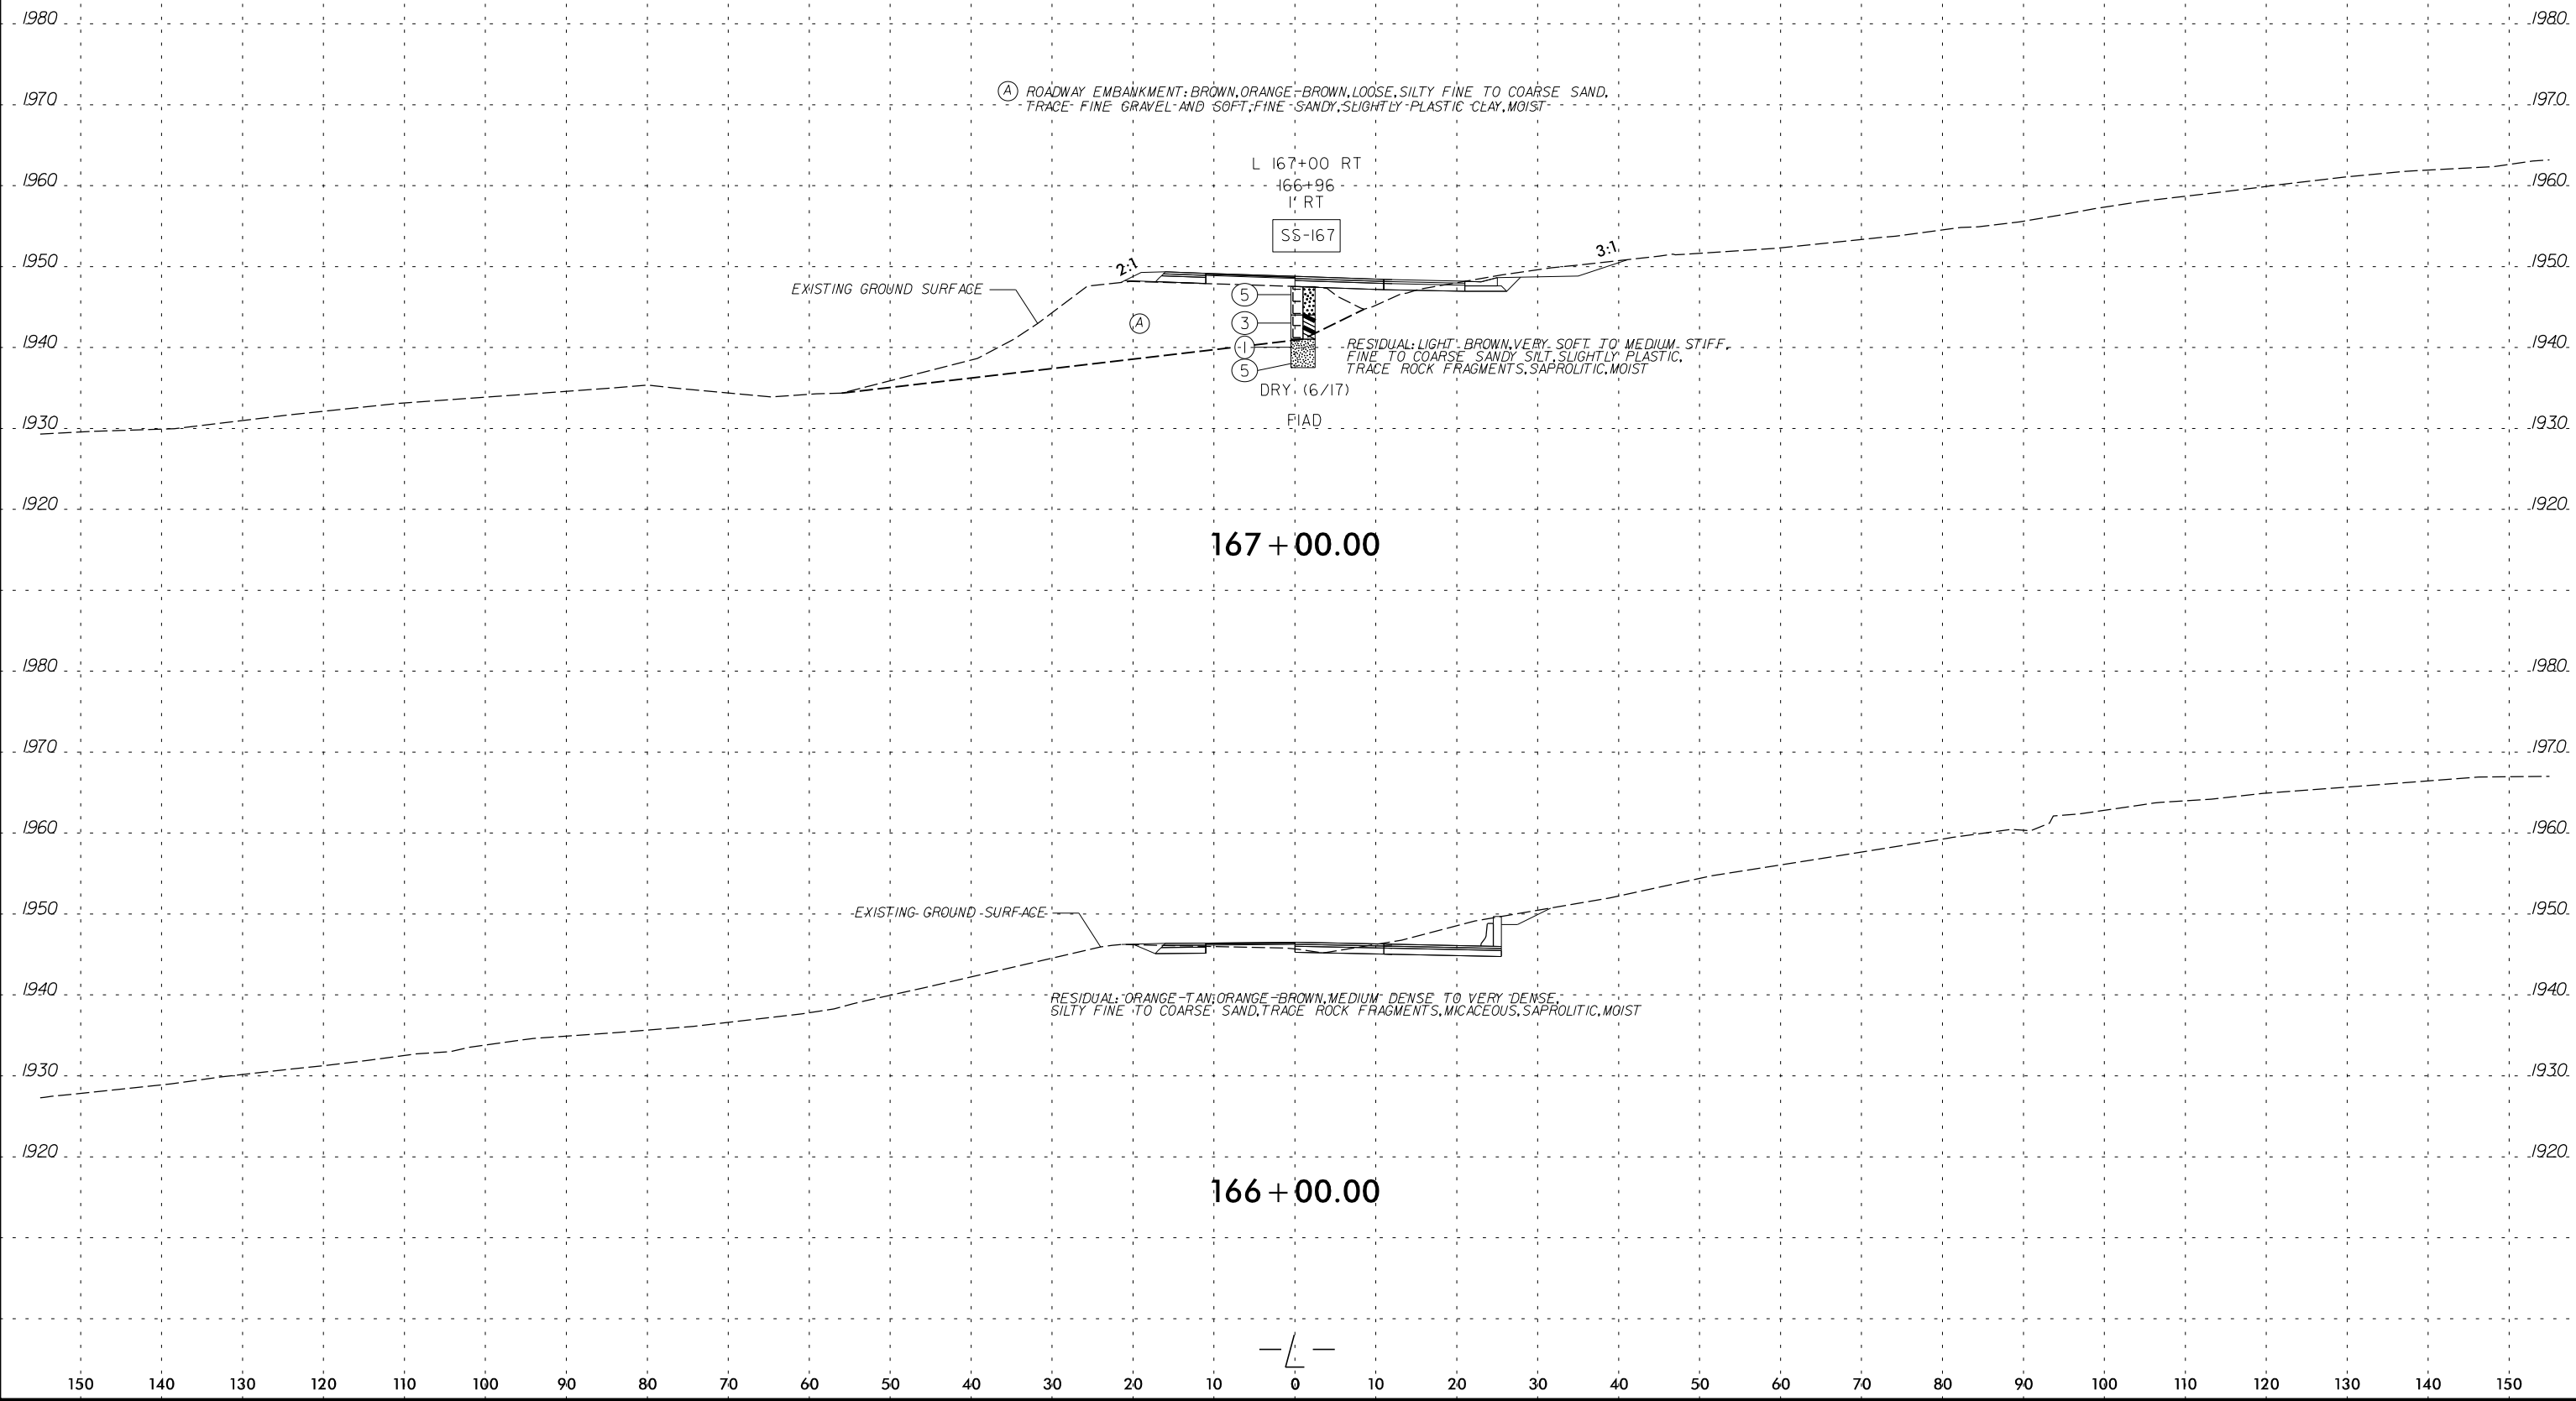 1980 1980
1970 1970
A ROADWAY EMBANKMENT: BROWN, ORANGE-BROWN, LOOSE, SILTY FINE TO COARSE SAND,
TRACE FINE GRAVEL AND SOFT, FINE SANDY, SLIGHTLY PLASTIC CLAY, MOIST
L 167+00 RT
1960 166+96 1960
1' RT
SS-167
1950 2:1 3:1 1950
EXISTING GROUND SURFACE 5
A 3
1940 -1 RESIDUAL: LIGHT BROWN, VERY SOFT TO MEDIUM STIFF, 1940
FINE TO COARSE SANDY SILT, SLIGHTLY PLASTIC,
5 TRACE ROCK FRAGMENTS, SAPROLITIC, MOIST
DRY (6/17)
1930 FIAD 1930
1920 1920
167+00.00
1980 1980
1970 1970
1960 1960
1950 EXISTING GROUND SURFACE 1950
1940 RESIDUAL: ORANGE-TAN, ORANGE-BROWN, MEDIUM DENSE TO VERY DENSE, 1940
SILTY FINE TO COARSE SAND, TRACE ROCK FRAGMENTS, MICACEOUS, SAPROLITIC, MOIST
1930 1930
1920 1920
166+00.00
-L-
150 140 130 120 110 100 90 80 70 60 50 40 30 20 10 0 10 20 30 40 50 60 70 80 90 100 110 120 130 140 150